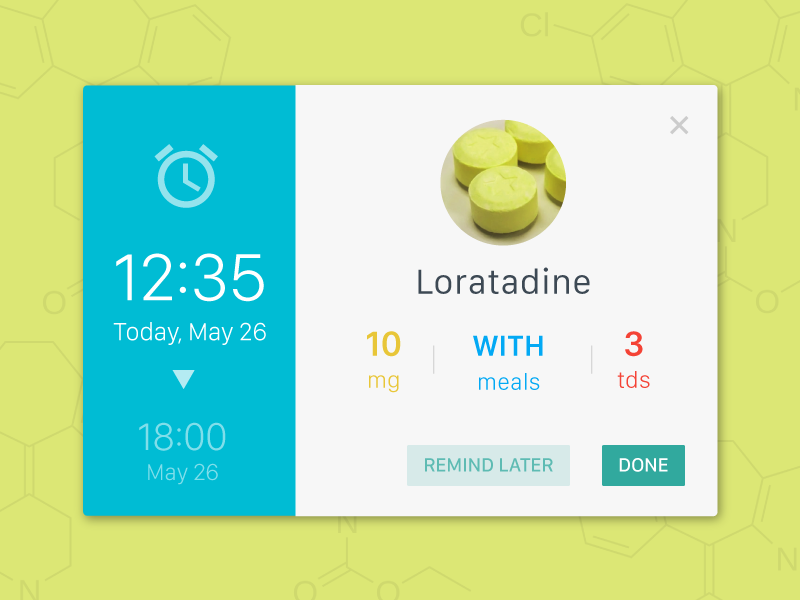 12:35
Today, May 26
18:00
May 26
Loratadine
10
mg
WITH
meals
3
tds
REMIND LATER
DONE
Cl
N
O
O
N
N
O
O
N